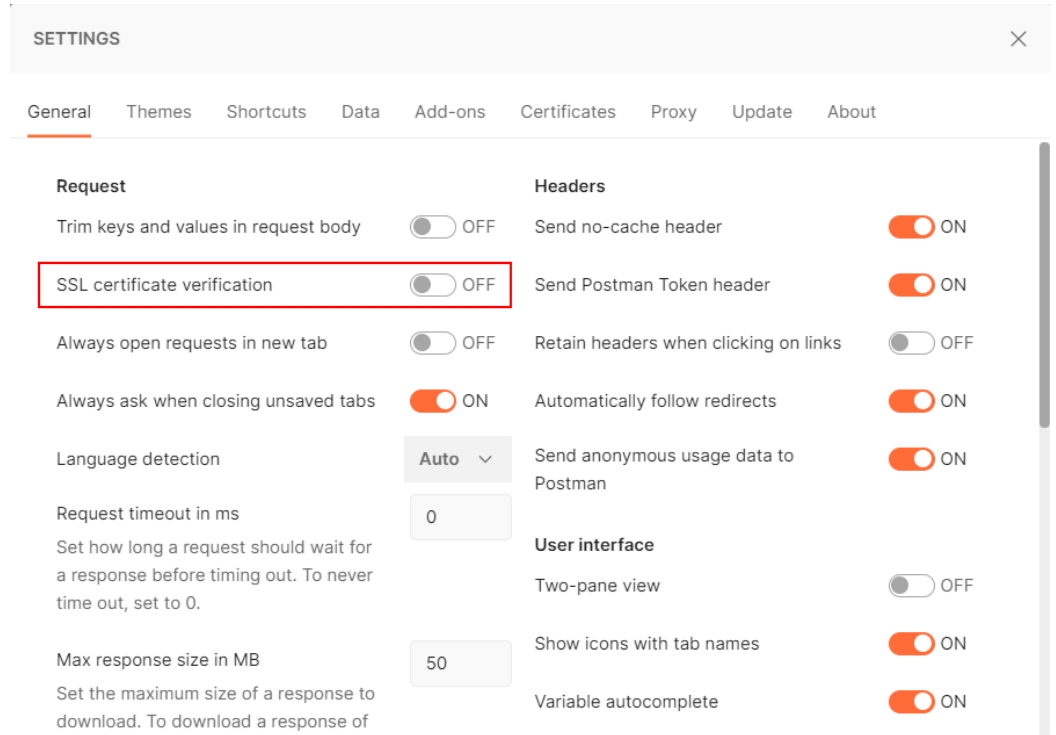 SETTINGS
General Themes Shortcuts Data Add-ons Certificates Proxy Update About
Request
Trim keys and values in request body OFF
SSL certificate verification OFF
Always open requests in new tab OFF
Always ask when closing unsaved tabs ON
Language detection Auto
Request timeout in ms 0
Set how long a request should wait for
a response before timing out. To never
time out, set to 0.
Max response size in MB 50
Set the maximum size of a response to
download. To download a response of
Headers
Send no-cache header ON
Send Postman Token header ON
Retain headers when clicking on links OFF
Automatically follow redirects ON
Send anonymous usage data to ON
Postman
User interface
Two-pane view OFF
Show icons with tab names ON
Variable autocomplete ON